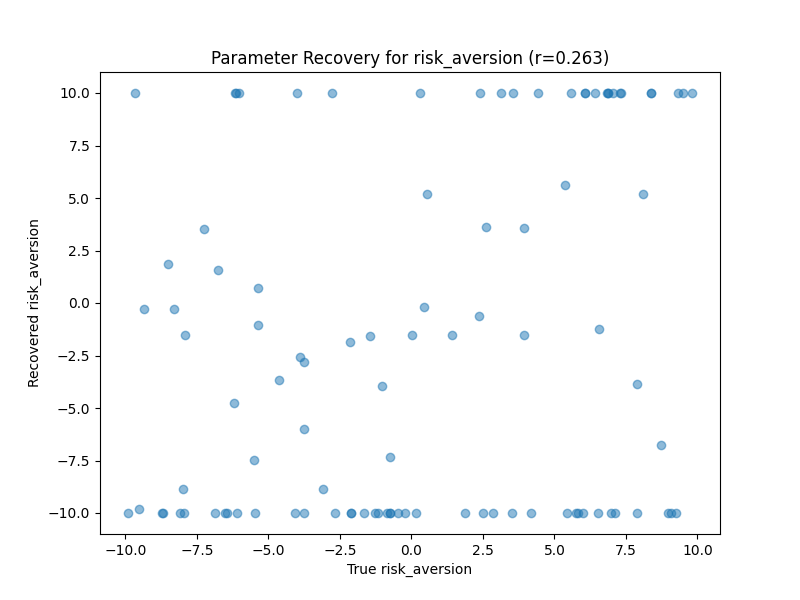 Parameter Recovery for risk_aversion (r=0.263)
Recovered risk_aversion
10.0
7.5
5.0
2.5
0.0
−2.5
−5.0
−7.5
−10.0
−10.0 −7.5 −5.0 −2.5 0.0 2.5 5.0 7.5 10.0
True risk_aversion